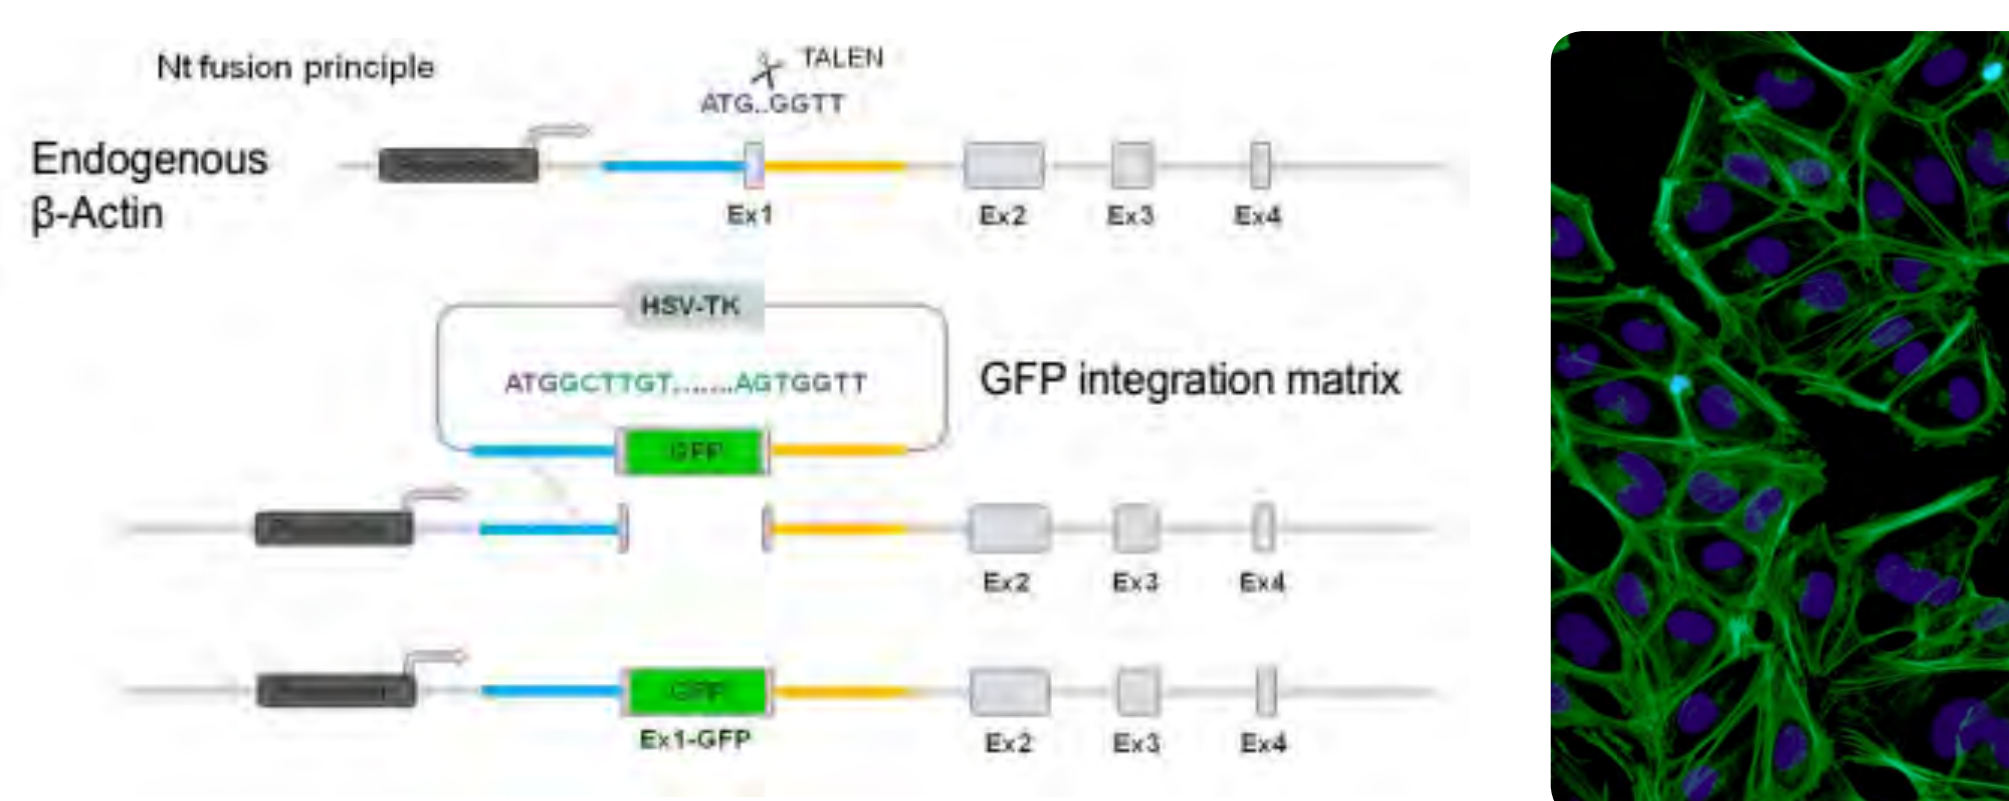 Nt fusion principle
TALEN
ATG..GGTT
Endogenous
β-Actin
Ex1
Ex2
Ex3
Ex4
HSV-TK
ATGGCTTGT.......AGTGGTT
GFP integration matrix
GFP
Ex2
Ex3
Ex4
GFP
Ex1-GFP
Ex2
Ex3
Ex4